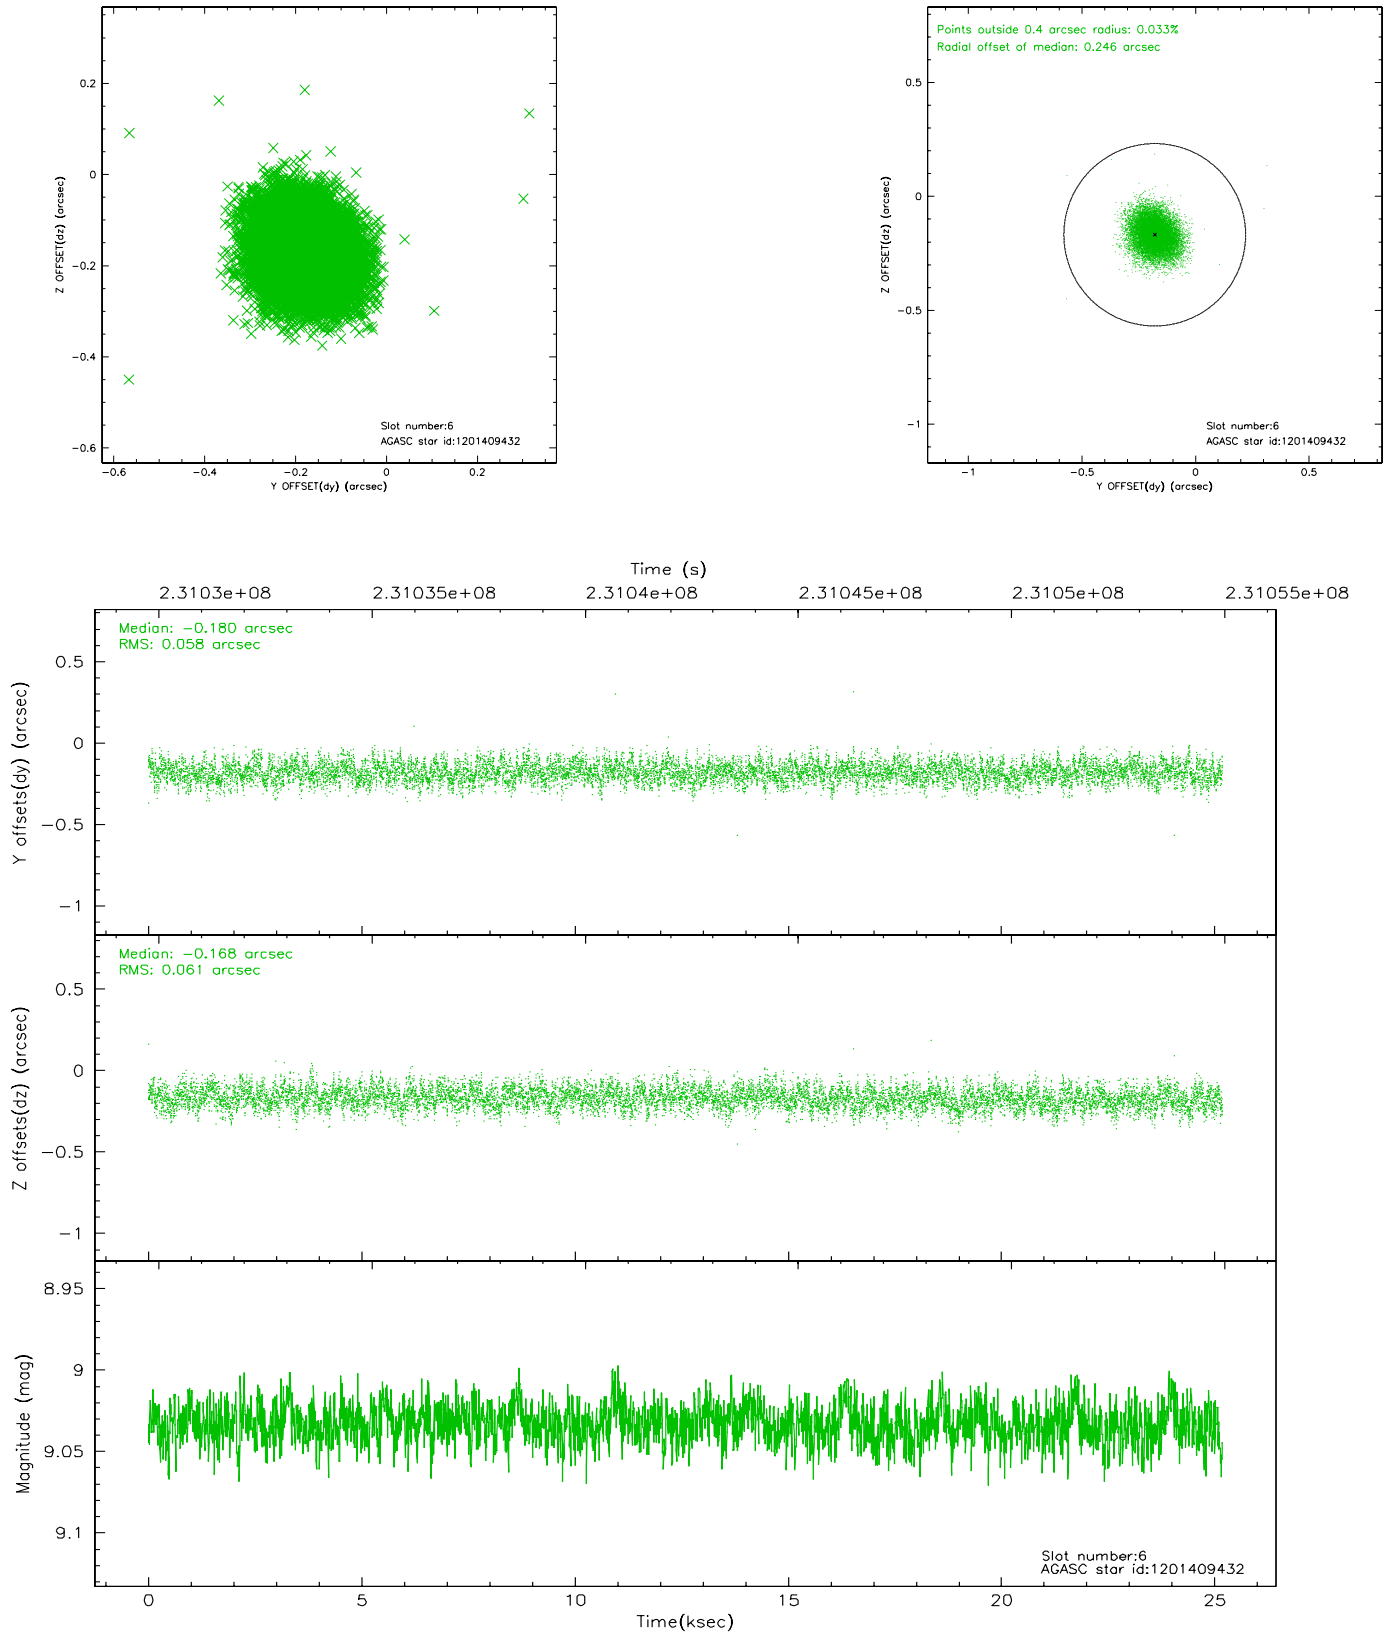 0.2
0
-0.2
-0.4
-0.6
Z OFFSET(dz) (arcsec)
Slot number:6
AGASC star id:1201409432
-0.6 -0.4 -0.2 0 0.2
Y OFFSET(dy) (arcsec)
Points outside 0.4 arcsec radius: 0.033%
Radial offset of median: 0.246 arcsec
0.5
0
-0.5
-1
Z OFFSET(dz) (arcsec)
Slot number:6
AGASC star id:1201409432
-1 -0.5 0 0.5
Y OFFSET(dy) (arcsec)
Time (s)
2.3103e+08 2.31035e+08 2.3104e+08 2.31045e+08 2.3105e+08 2.31055e+08
Median: -0.180 arcsec
RMS: 0.058 arcsec
0.5
0
-0.5
-1
Y offsets(dy) (arcsec)
Median: -0.168 arcsec
RMS: 0.061 arcsec
0.5
0
-0.5
-1
Z offsets(dz) (arcsec)
8.95
9
9.05
9.1
Magnitude (mag)
Slot number:6
AGASC star id:1201409432
0 5 10 15 20 25
Time(ksec)